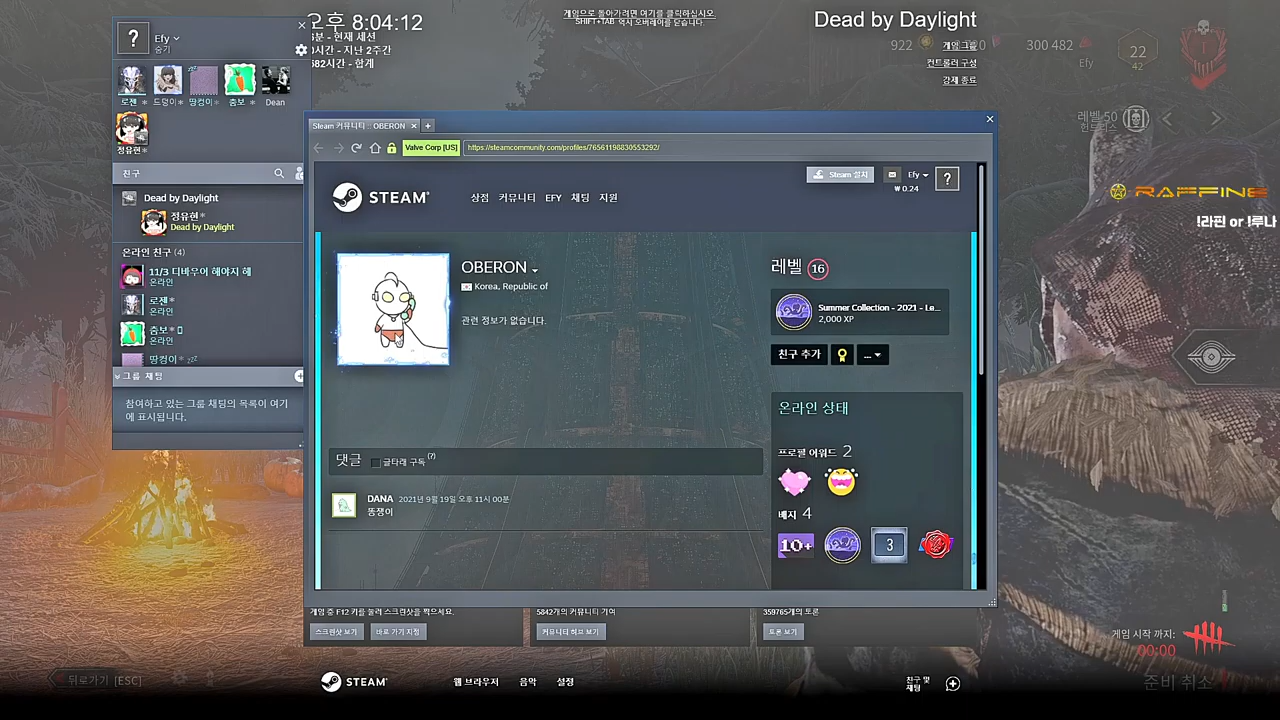 오후 8:04:12
게임으로 돌아가려면 여기를 클릭하십시오.
SHIFT+TAB 역시 오버레이를 닫습니다.
Dead by Daylight
분 - 현재 세션
시간 - 지난 2주간
582시간 - 합계
922
300 482
22
42
Efy
게임 그룹
컨트롤러 구성
강제 종료
레벨 50
RAFFINE
!라핀 or !루나
Efy
숨기
로젠 *
드덩이*
땅컹이*
춤보 *
Dean
정유현*
친구
Dead by Daylight
정유현*
Dead by Daylight
온라인 친구 (4)
11/3 디바우어 해야지 헤
온라인
로젠*
온라인
춤보*
온라인
땅컹이* zzz
그룹 채팅
참여하고 있는 그룹 채팅의 목록이 여기
에 표시됩니다.
Steam 커뮤니티 :: OBERON
Valve Corp [US]
https://steamcommunity.com/profiles/76561198830553292/
STEAM
상점
커뮤니티
EFY
채팅
지원
Steam 설치
Efy
₩ 0.24
OBERON
Korea, Republic of
관련 정보가 없습니다.
레벨 16
Summer Collection - 2021 - Le...
2,000 XP
친구 추가
...
온라인 상태
프로필 어워드 2
배지 4
10+
3
댓글
글타래 구독 (?)
DANA 2021년 9월 19일 오후 11시 00분
똥쟁이
게임 중 F12 키를 눌러 스크린샷을 찍으세요.
5842개의 커뮤니티 기여
359765개의 토론
스크린샷 보기
바로 가기 지정
커뮤니티 허브 보기
토론 보기
게임 시작 까지:
00:00
뒤로가기 [ESC]
STEAM
웹 브라우저
음악
설정
친구 및
채팅
준비 취소